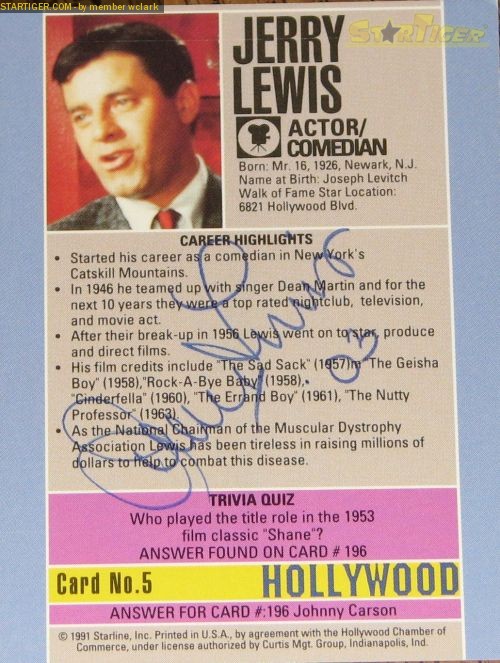 STARTIGER.COM - by member wclark
STARTIGER
JERRY
LEWIS
ACTOR/
COMEDIAN
Born: Mr. 16, 1926, Newark, N.J.
Name at Birth: Joseph Levitch
Walk of Fame Star Location:
6821 Hollywood Blvd.
CAREER HIGHLIGHTS
• Started his career as a comedian in New York's
Catskill Mountains.
• In 1946 he teamed up with singer Dean Martin and for the
next 10 years they were a top rated nightclub, television,
and movie act.
• After their break-up in 1956 Lewis went on to star, produce
and direct films.
• His film credits include "The Sad Sack" (1957), "The Geisha
Boy" (1958),"Rock-A-Bye Baby" (1958),
"Cinderfella" (1960), "The Errand Boy" (1961), "The Nutty
Professor" (1963).
• As the National Chairman of the Muscular Dystrophy
Association Lewis has been tireless in raising millions of
dollars to help to combat this disease.
Jerry Lewis
03
TRIVIA QUIZ
Who played the title role in the 1953
film classic "Shane"?
ANSWER FOUND ON CARD # 196
Card No.5
HOLLYWOOD
ANSWER FOR CARD #:196 Johnny Carson
© 1991 Starline, Inc. Printed in U.S.A., by agreement with the Hollywood Chamber of
Commerce, under license authorized by Curtis Mgt. Group, Indianapolis, Ind.